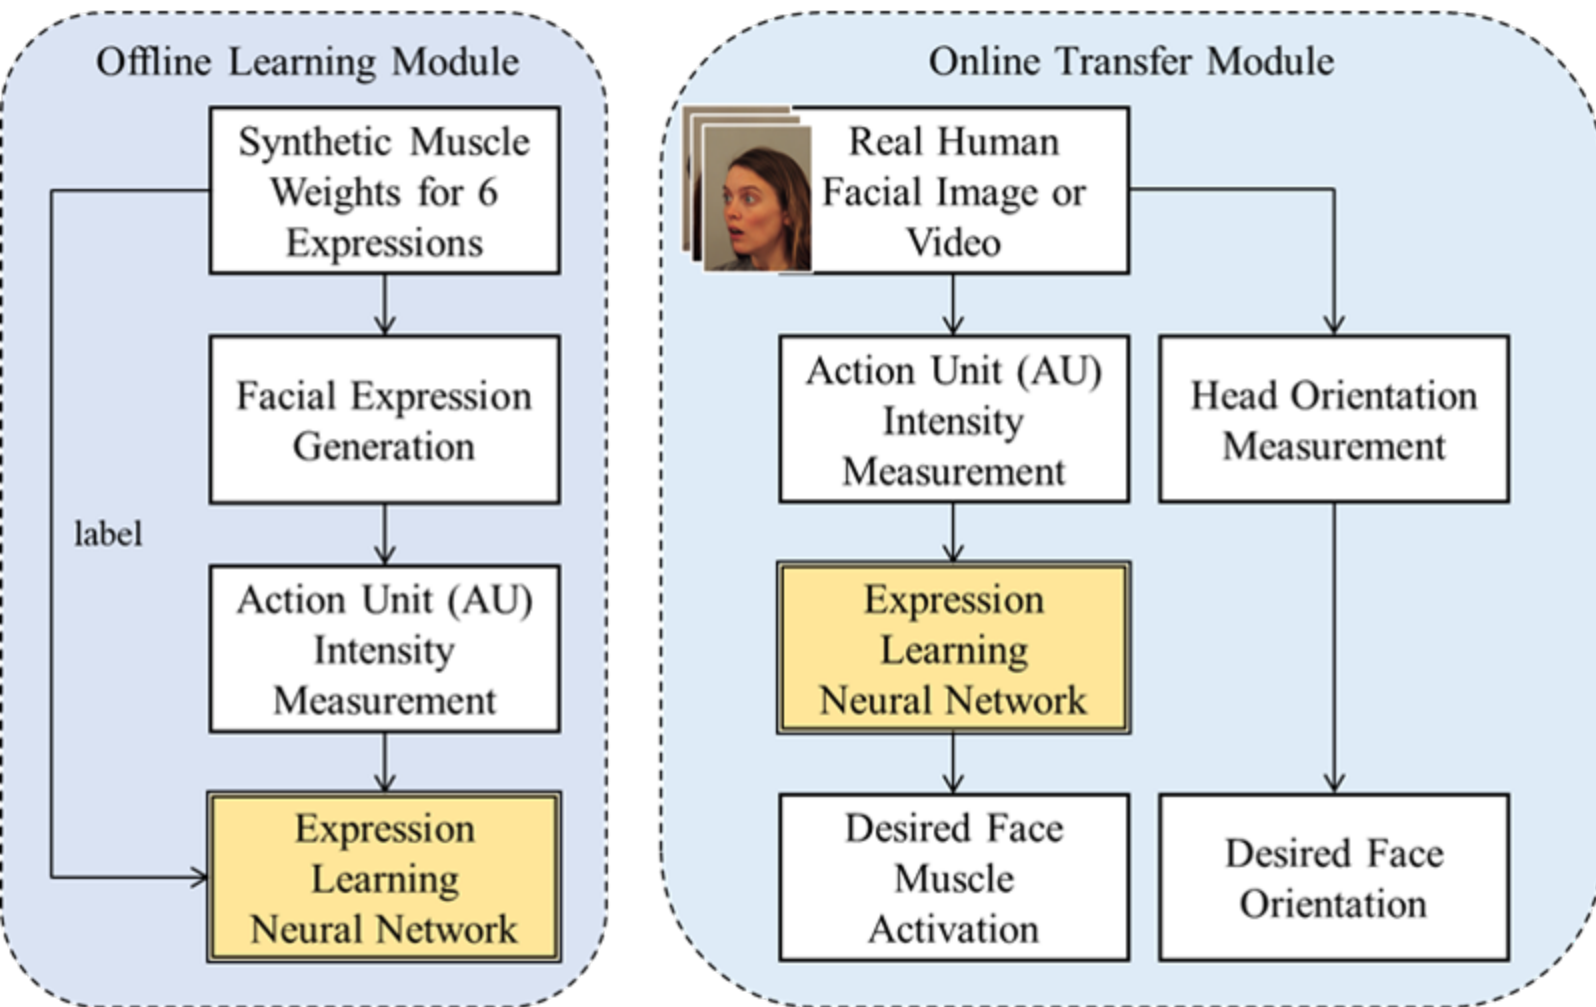 Offline Learning Module
Synthetic Muscle
Weights for 6
Expressions
Facial Expression
Generation
label
Action Unit (AU)
Intensity
Measurement
Expression
Learning
Neural Network
Online Transfer Module
Real Human
Facial Image or
Video
Action Unit (AU)
Intensity
Measurement
Head Orientation
Measurement
Expression
Learning
Neural Network
Desired Face
Muscle
Activation
Desired Face
Orientation